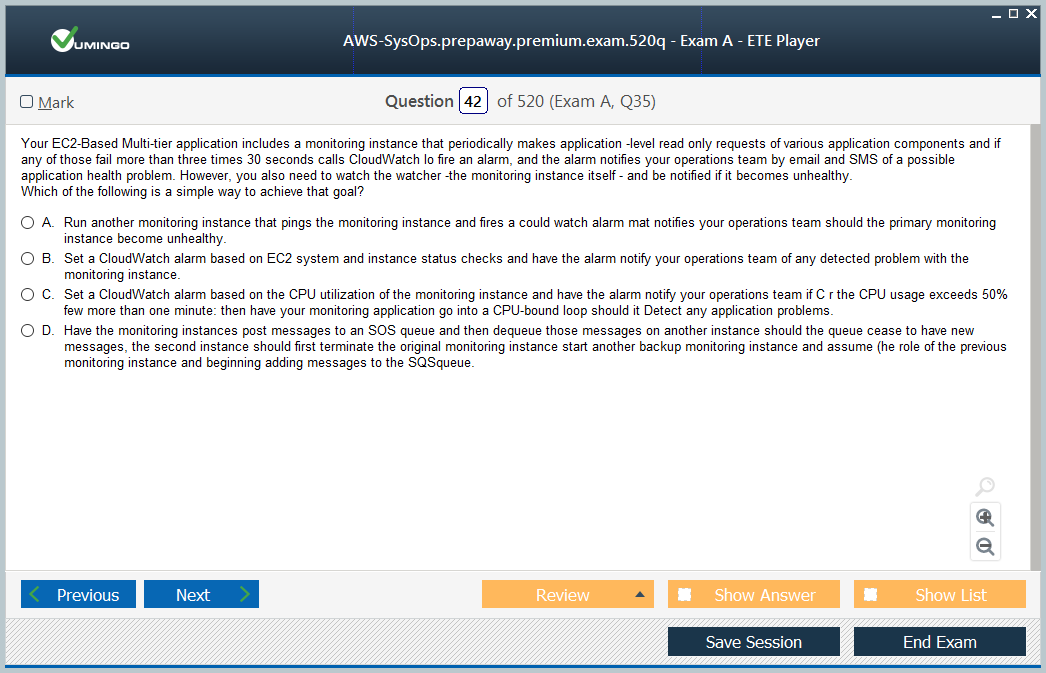 VUMINGO
AWS-SysOps.prepaway.premium.exam.520q - Exam A - ETE Player
Mark
Question 42 of 520 (Exam A, Q35)
Your EC2-Based Multi-tier application includes a monitoring instance that periodically makes application -level read only requests of various application components and if
any of those fail more than three times 30 seconds calls CloudWatch lo fire an alarm, and the alarm notifies your operations team by email and SMS of a possible
application health problem. However, you also need to watch the watcher -the monitoring instance itself - and be notified if it becomes unhealthy.
Which of the following is a simple way to achieve that goal?
A. Run another monitoring instance that pings the monitoring instance and fires a could watch alarm mat notifies your operations team should the primary monitoring
instance become unhealthy.
B. Set a CloudWatch alarm based on EC2 system and instance status checks and have the alarm notify your operations team of any detected problem with the
monitoring instance.
C. Set a CloudWatch alarm based on the CPU utilization of the monitoring instance and have the alarm notify your operations team if C r the CPU usage exceeds 50%
few more than one minute: then have your monitoring application go into a CPU-bound loop should it Detect any application problems.
D. Have the monitoring instances post messages to an SOS queue and then dequeue those messages on another instance should the queue cease to have new
messages, the second instance should first terminate the original monitoring instance start another backup monitoring instance and assume (he role of the previous
monitoring instance and beginning adding messages to the SQSqueue.
Previous
Next
Review
Show Answer
Show List
Save Session
End Exam